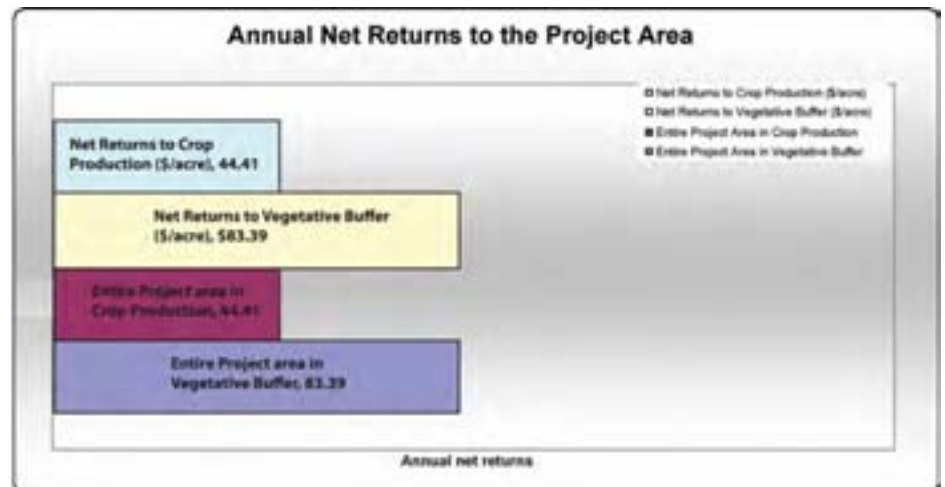 Annual Net Returns to the Project Area
Net Returns to Crop Production ($/acre)
Net Returns to Vegetative Buffer ($/acre)
Entire Project Area in Crop Production
Entire Project Area in Vegetative Buffer
Net Returns to Crop
Production ($/acre), 44.41
Net Returns to Vegetative Buffer
($/acre), $83.39
Entire Project area in
Crop Production, 44.41
Entire Project area in
Vegetative Buffer, 83.39
Annual net returns